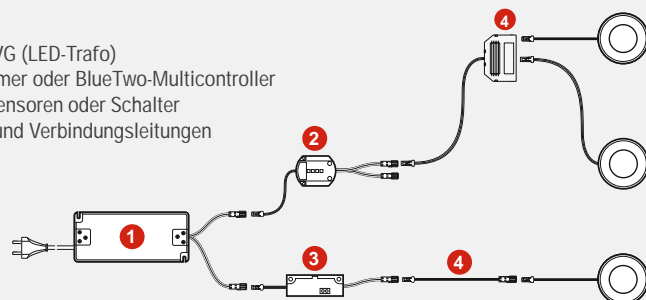 VG (LED-Trafo)
mer oder BlueTwo-Multicontroller
ensoren oder Schalter
und Verbindungsleitungen
4
2
1
3
4